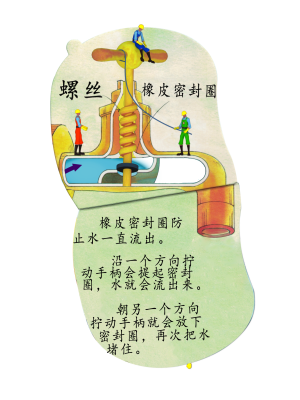 螺丝 橡皮密封圈
橡皮密封圈防
止水一直流出。
沿一个方向拧
动手柄会提起密封
圈，水就会流出来。
朝另一个方向
拧动手柄就会放下
密封圈，再次把水
堵住。